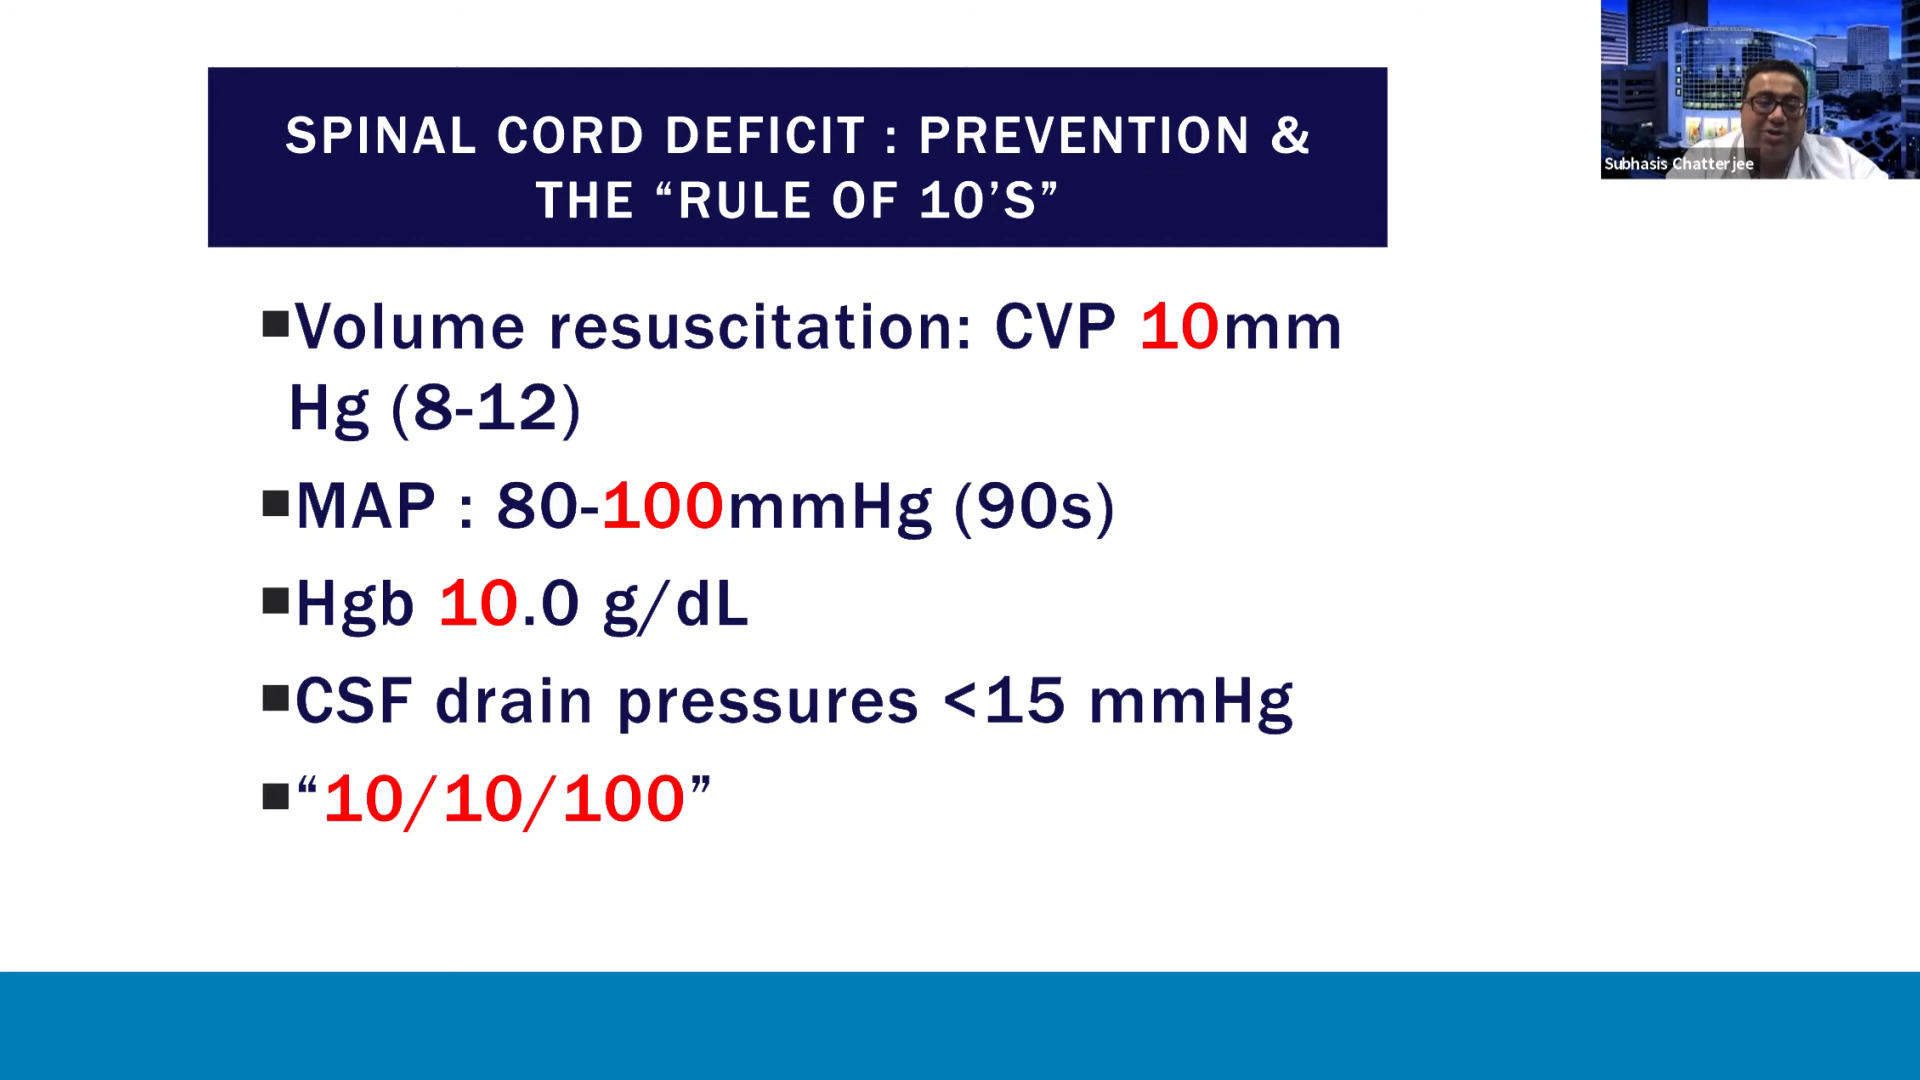 SPINAL CORD DEFICIT : PREVENTION &
THE “RULE OF 10’S”
Subhasis Chatterjee
▪Volume resuscitation: CVP 10mm
Hg (8-12)
▪MAP : 80-100mmHg (90s)
▪Hgb 10.0 g/dL
▪CSF drain pressures <15 mmHg
▪“10/10/100”